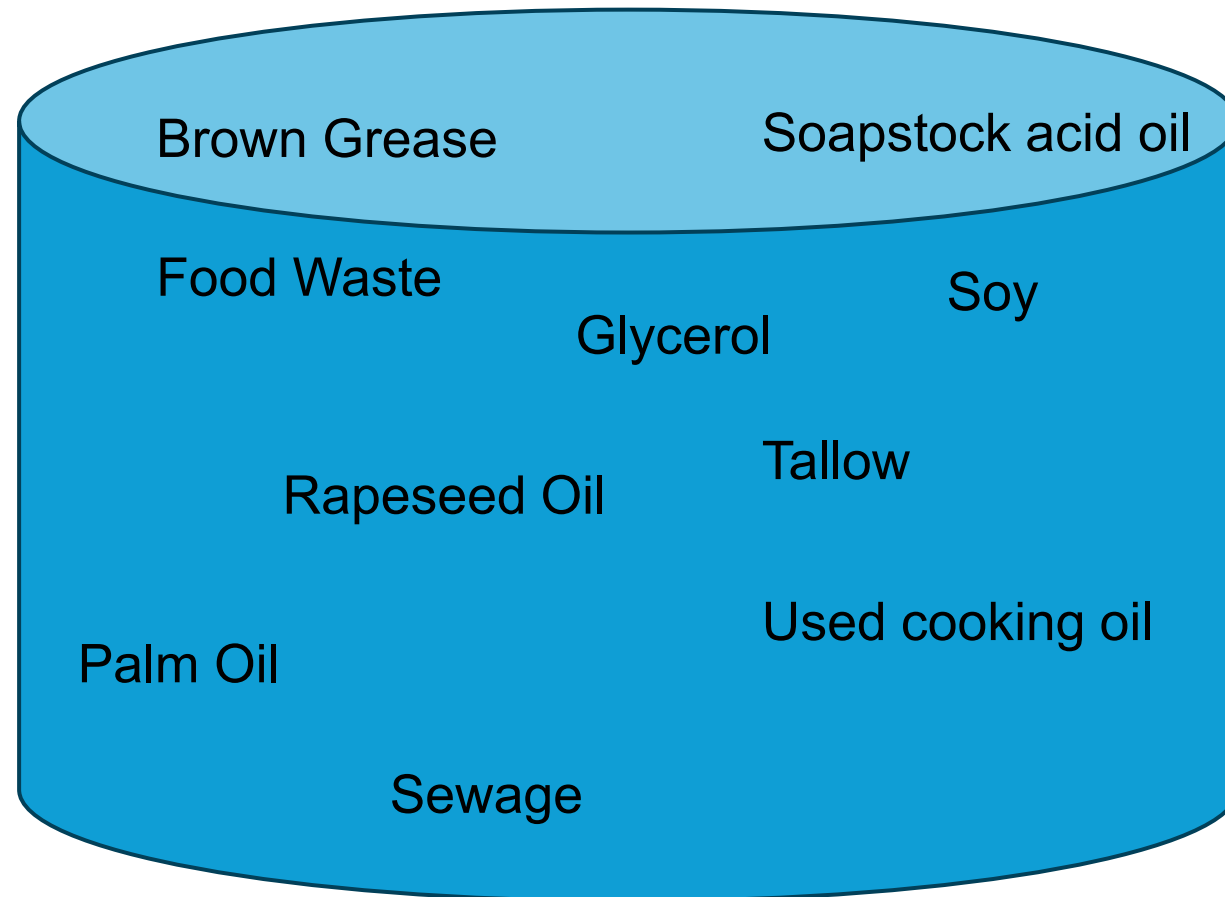 Brown Grease
Soapstock acid oil
Food Waste
Soy
Glycerol
Tallow
Rapeseed Oil
Used cooking oil
Palm Oil
Sewage